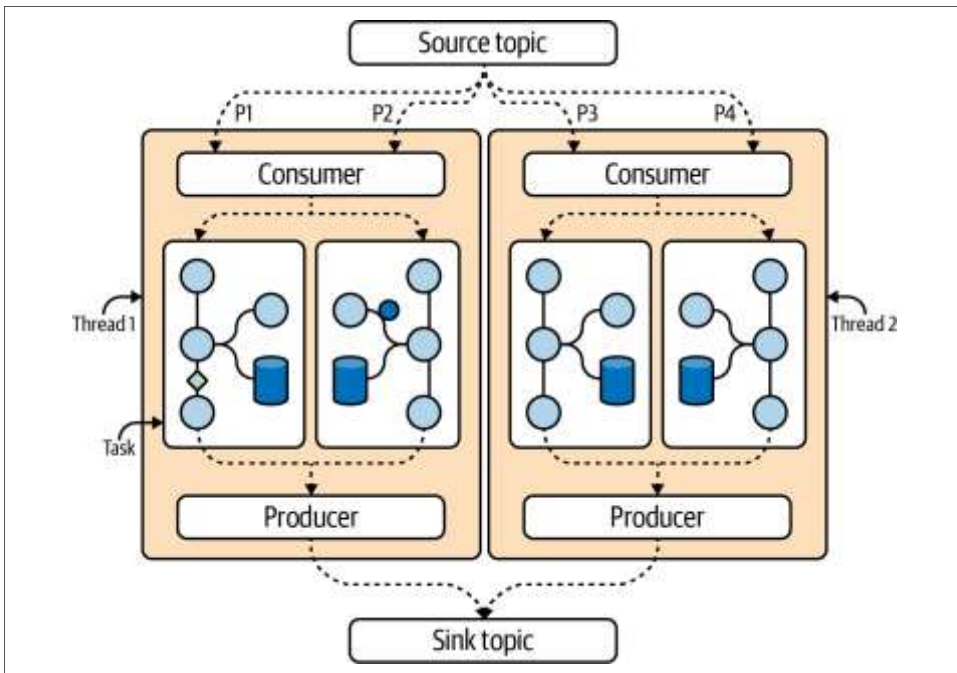 Source topic
P1
P2
P3
P4
Consumer
Consumer
Thread 1
Thread 2
Task
Producer
Producer
Sink topic